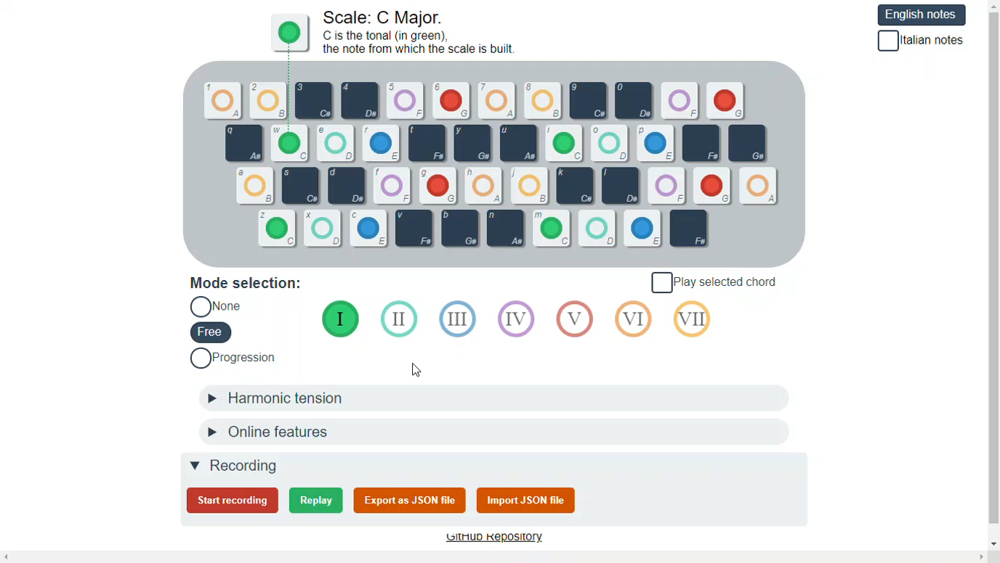 Scale: C Major.
C is the tonal (in green),
the note from which the scale is built.
English notes
Italian notes
1 A 2 B 3 C# 4 D# 5 F 6 G 7 A 8 B 9 C# 0 D# F G
q A# w C e D r E t F# y G# u A# i C o D p E F# G#
a B s C# d D# f F g G h A j B k C# l D# F G A
z C x D c E v F# b G# n A# m C D E F#
Mode selection:
Play selected chord
None
Free
Progression
I II III IV V VI VII
Harmonic tension
Online features
Recording
Start recording
Replay
Export as JSON file
Import JSON file
GitHub Repository